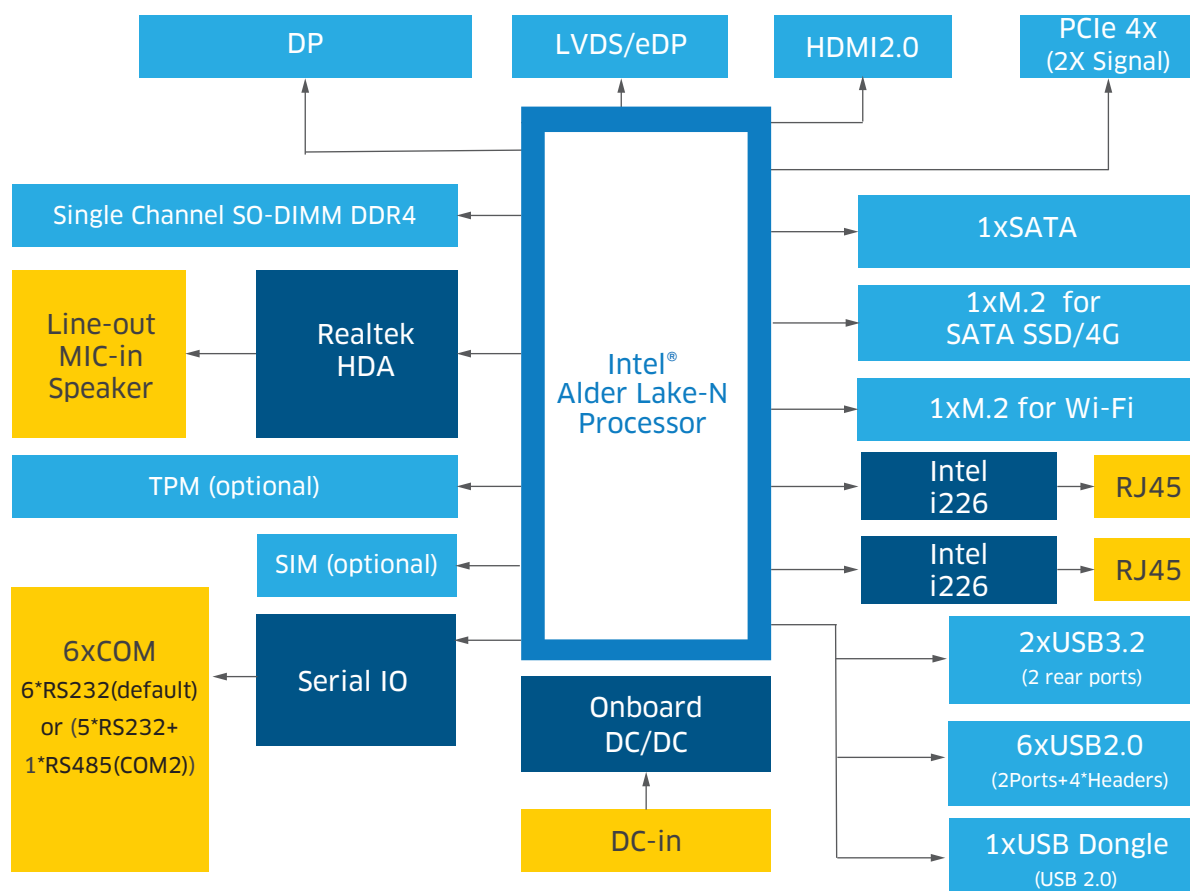 DP
LVDS/eDP
HDMI2.0
PCIe 4x
(2X Signal)
Single Channel SO-DIMM DDR4
1xSATA
Line-out
MIC-in
Speaker
Realtek
HDA
Intel®
Alder Lake-N
Processor
1xM.2 for
SATA SSD/4G
1xM.2 for Wi-Fi
TPM (optional)
Intel
i226
RJ45
SIM (optional)
Intel
i226
RJ45
6xCOM
6*RS232(default)
or (5*RS232+
1*RS485(COM2))
Serial IO
Onboard
DC/DC
DC-in
2xUSB3.2
(2 rear ports)
6xUSB2.0
(2Ports+4*Headers)
1xUSB Dongle
(USB 2.0)